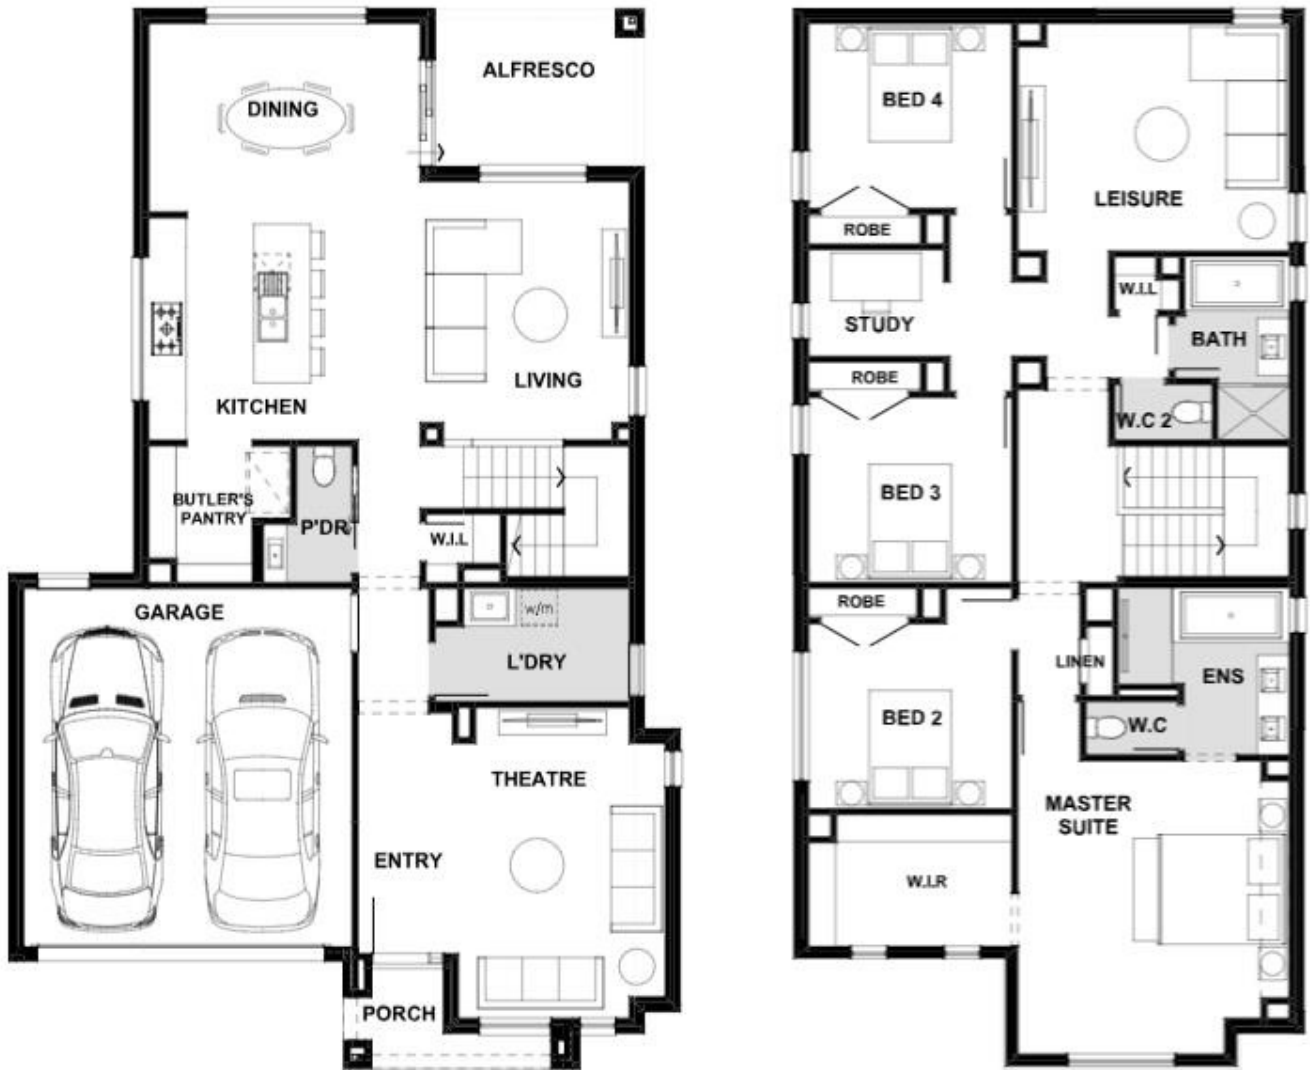 ALFRESCO
DINING
LIVING
KITCHEN
BUTLER'S
PANTRY
P'DR
W.I.L
GARAGE
w/m
L'DRY
THEATRE
ENTRY
PORCH
BED 4
LEISURE
ROBE
W.I.L
STUDY
BATH
ROBE
W.C 2
BED 3
ROBE
LINEN
ENS
BED 2
W.C
MASTER
SUITE
W.I.R